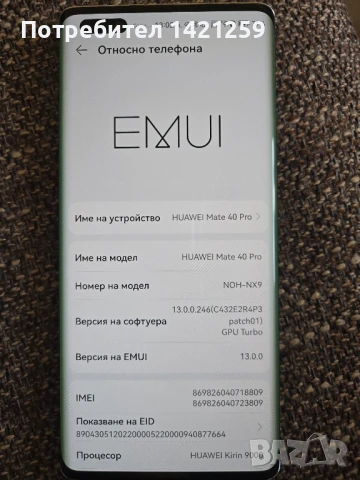 Потребител 1421259
Относно телефона
EMUI
Име на устройство HUAWEI Mate 40 Pro
Име на модел HUAWEI Mate 40 Pro
Номер на модел NOH-NX9
Версия на софтуера 13.0.0.246(C432E2R4P3
patch01)
GPU Turbo
Версия на EMUI 13.0.0
IMEI 869826040718809
869826040723809
Показване на EID
89043051202200005220000940877664
Процесор HUAWEI Kirin 9000
BAZAR